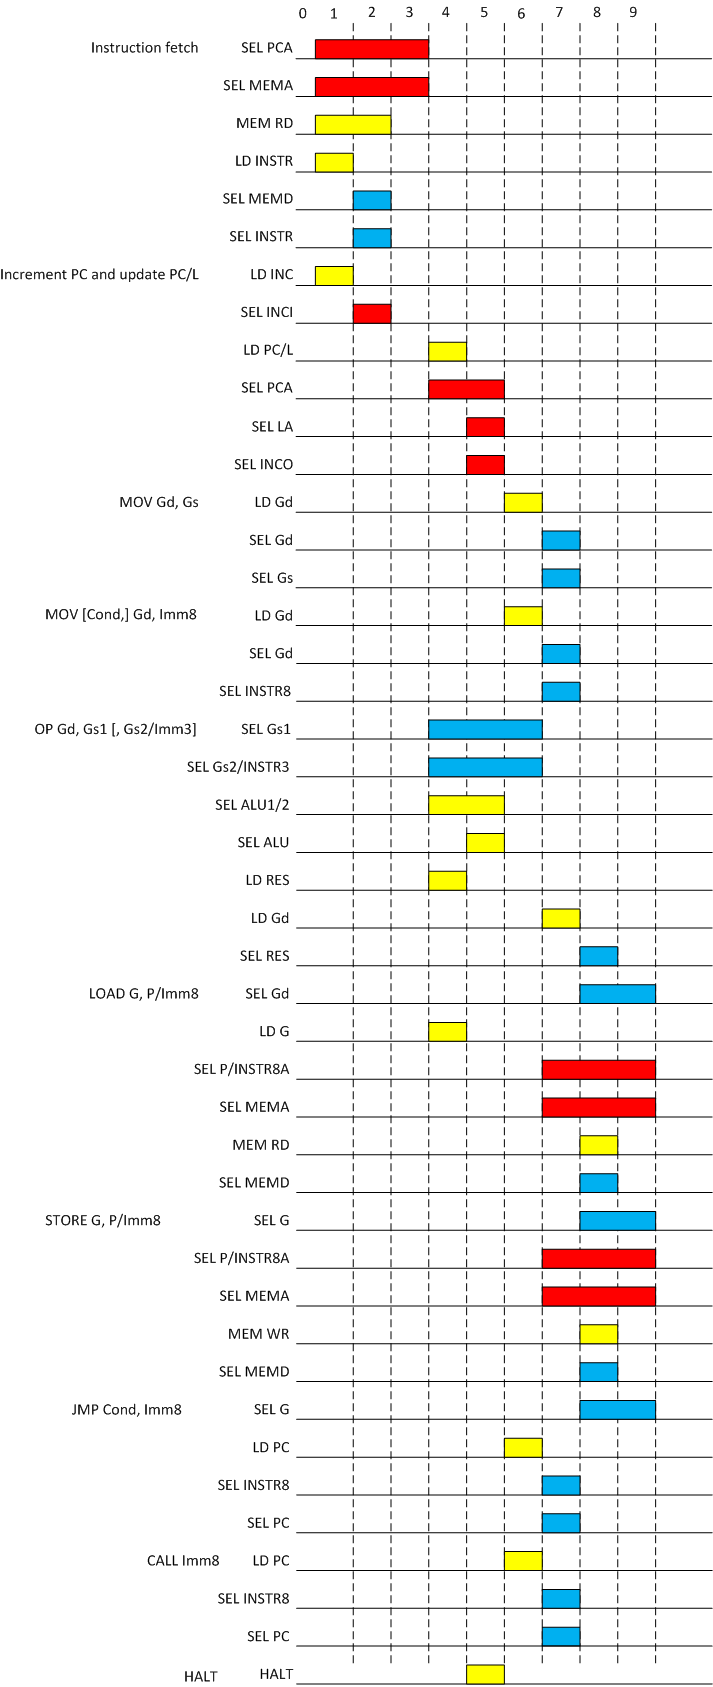 0 1 2 3 4 5 6 7 8 9
Instruction fetch SEL PCA
SEL MEMA
MEM RD
LD INSTR
SEL MEMD
SEL INSTR
Increment PC and update PC/L LD INC
SEL INCI
LD PC/L
SEL PCA
SEL LA
SEL INCO
MOV Gd, Gs LD Gd
SEL Gd
SEL Gs
MOV [Cond,] Gd, Imm8 LD Gd
SEL Gd
SEL INSTR8
OP Gd, Gs1 [, Gs2/Imm3] SEL Gs1
SEL Gs2/INSTR3
SEL ALU1/2
SEL ALU
LD RES
LD Gd
SEL RES
LOAD G, P/Imm8 SEL Gd
LD G
SEL P/INSTR8A
SEL MEMA
MEM RD
SEL MEMD
STORE G, P/Imm8 SEL G
SEL P/INSTR8A
SEL MEMA
MEM WR
SEL MEMD
JMP Cond, Imm8 SEL G
LD PC
SEL INSTR8
SEL PC
CALL Imm8 LD PC
SEL INSTR8
SEL PC
HALT HALT